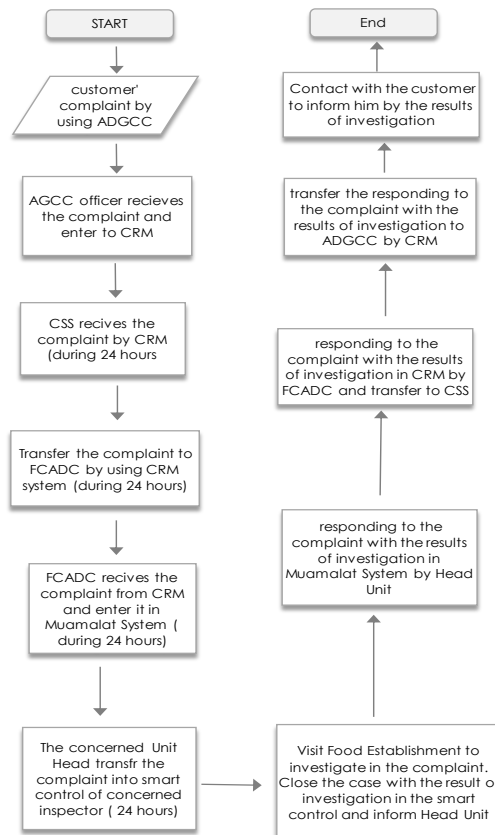 START
customer'
complaint by
using ADGCC
AGCC officer recieves
the complaint and
enter to CRM
CSS recives the
complaint by CRM
(during 24 hours
Transfer the complaint to
FCADC by using CRM
system (during 24 hours)
FCADC recives the
complaint from CRM
and enter it in
Muamalat System (
during 24 hours)
The concerned Unit
Head transfr the
complaint into smart
control of concerned
inspector ( 24 hours)
Visit Food Establishment to
investigate in the complaint.
Close the case with the result o
investigation in the smart
control and inform Head Unit
responding to the
complaint with the results
of investigation in
Muamalat System by Head
Unit
responding to the
complaint with the results
of investigation in CRM by
FCADC and transfer to CSS
transfer the responding to
the complaint with the
results of investigation to
ADGCC by CRM
Contact with the customer
to inform him by the results
of investigation
End